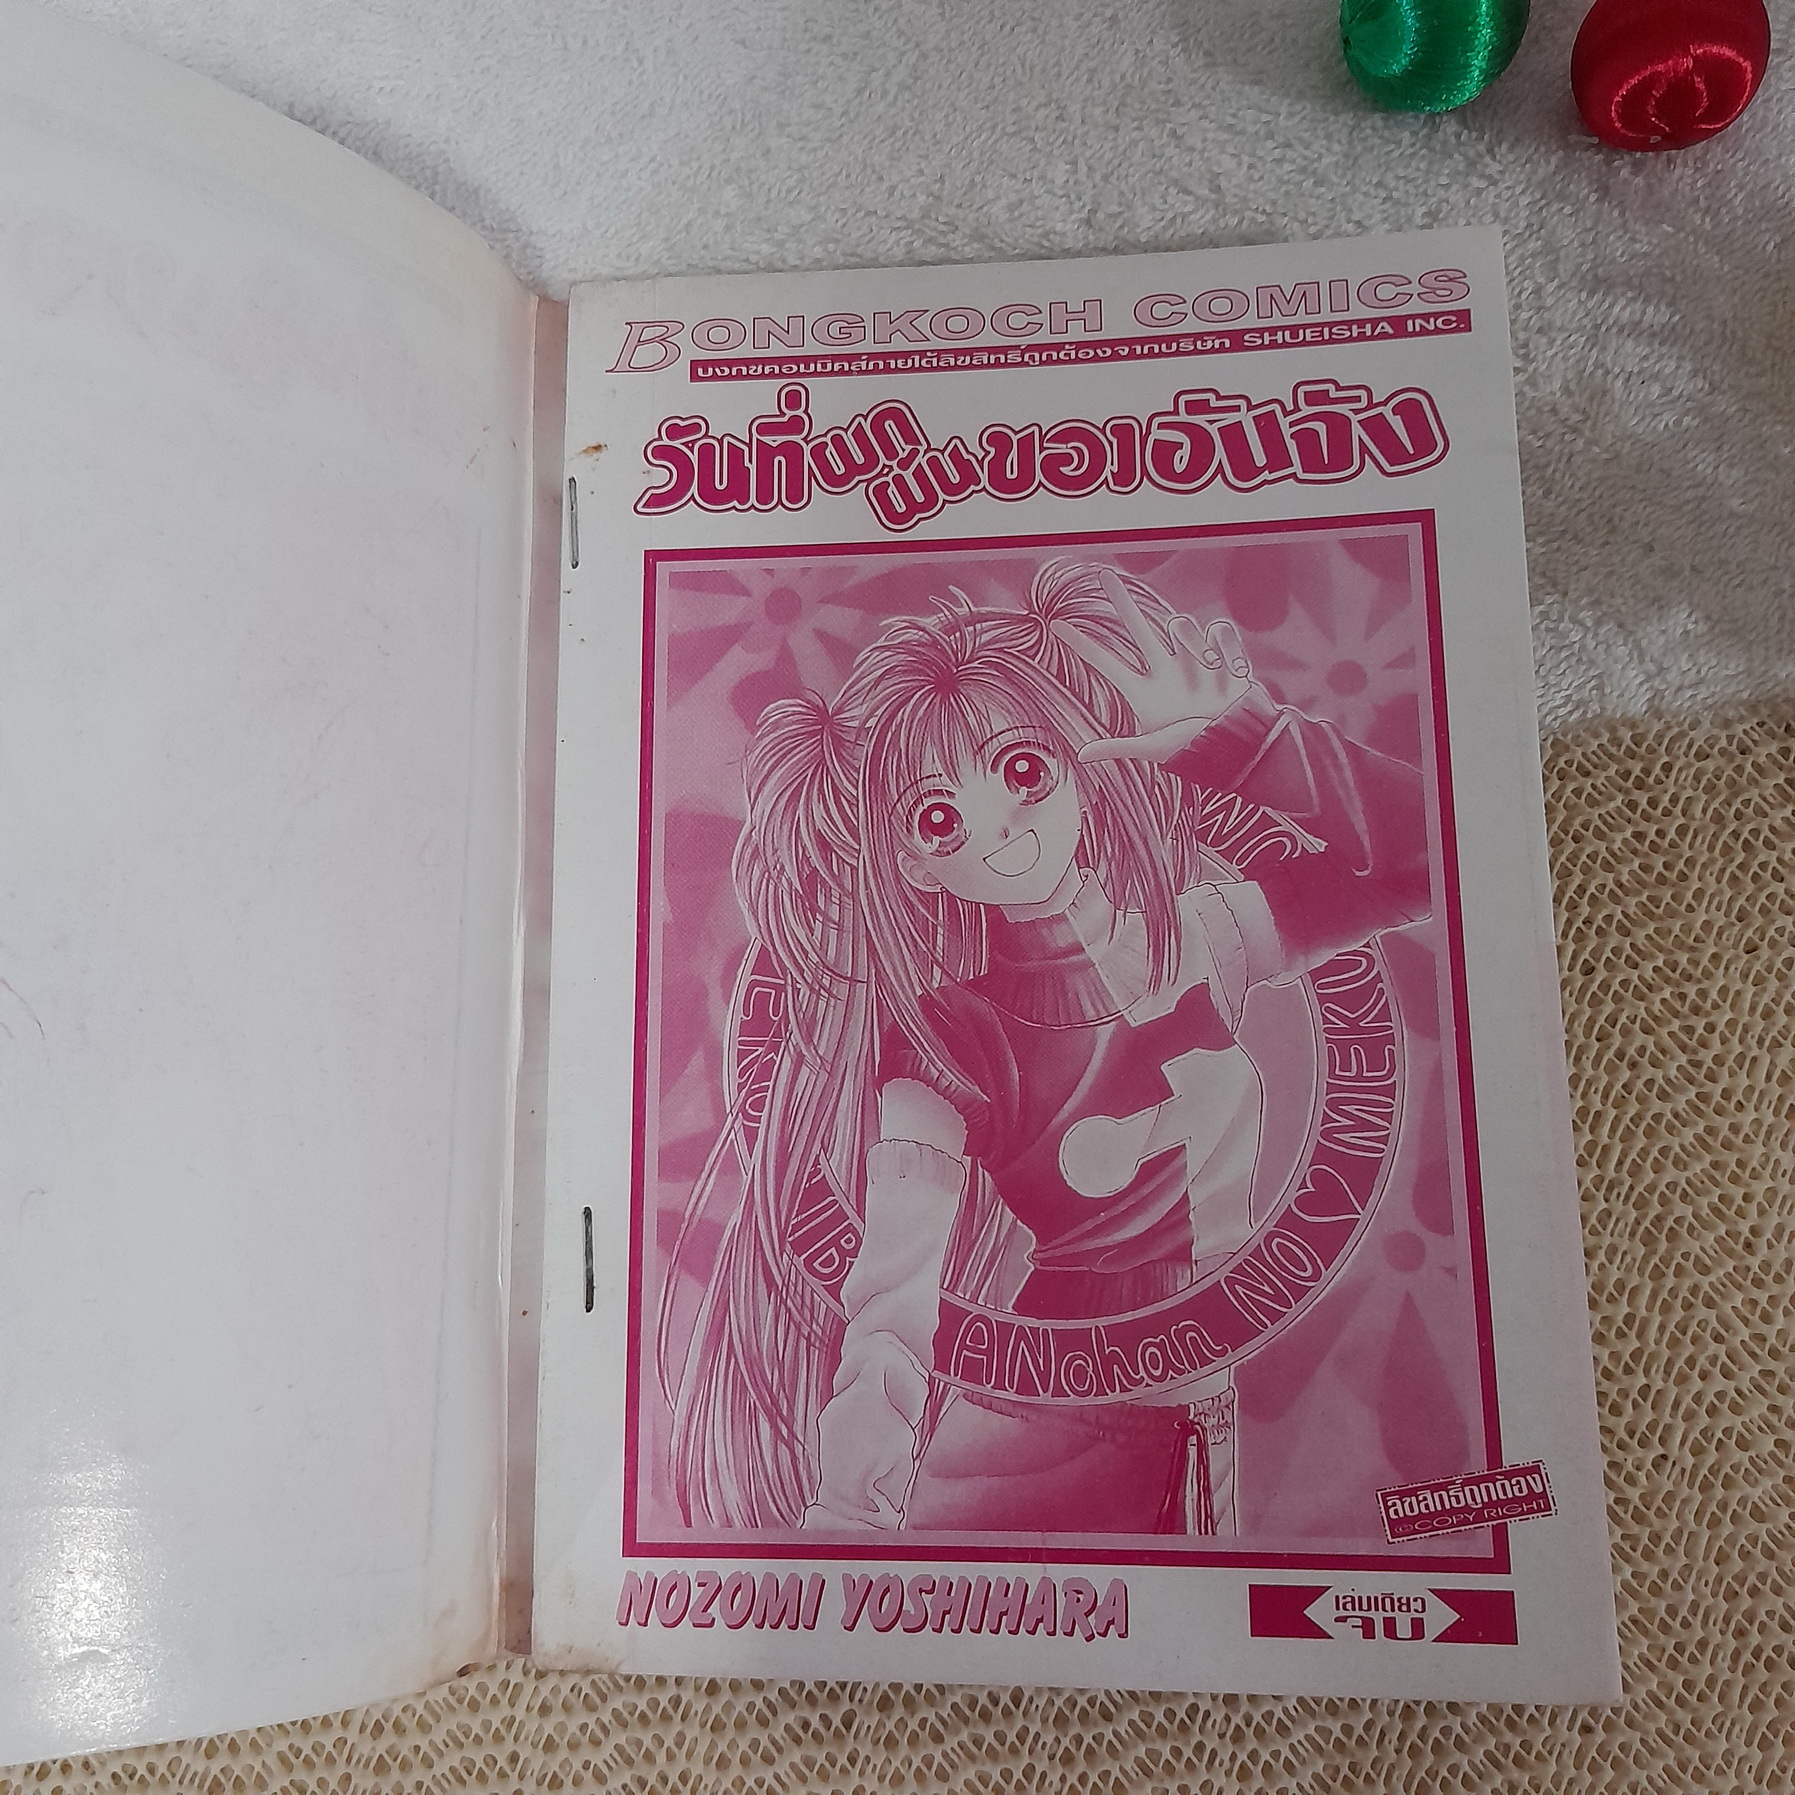 BONGKOCH COMICS
บงกชคอมมิคส์ภายใต้ลิขสิทธิ์ถูกต้องจากบริษัท SHUEISHA INC.
วันที่ผกผันของอันจัง
ANchan NO ♡ MEKU
EKU
ลิขสิทธิ์ถูกต้อง
©COPY RIGHT
NOZOMI YOSHIHARA
เล่มเดียว
จบ